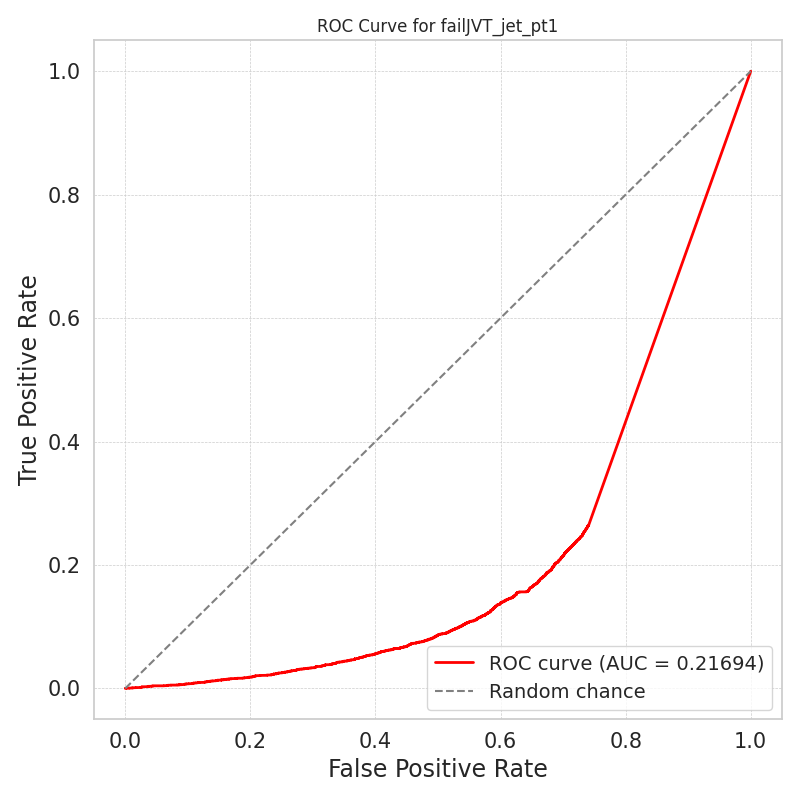 ROC Curve for failJVT_jet_pt1
True Positive Rate
1.0
0.8
0.6
0.4
0.2
0.0
ROC curve (AUC = 0.21694)
Random chance
0.0 0.2 0.4 0.6 0.8 1.0
False Positive Rate